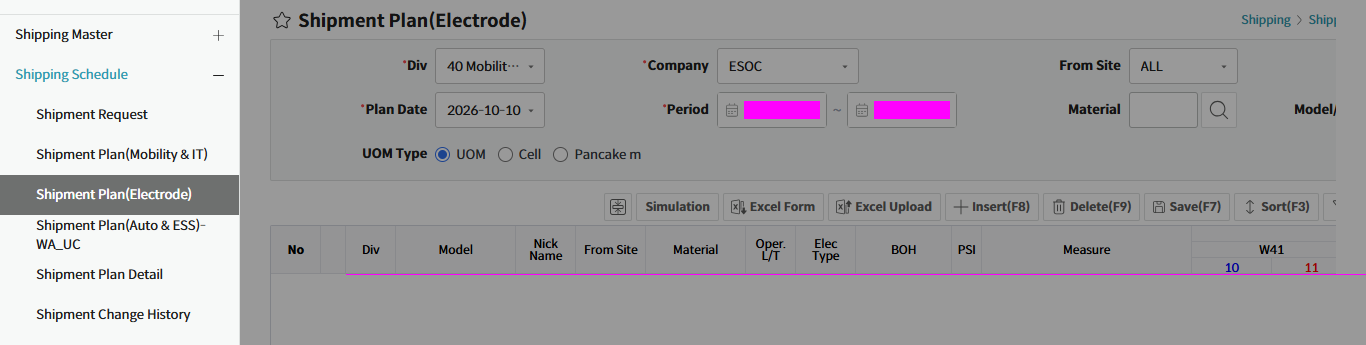 Shipping Master
Shipping Schedule
Shipment Request
Shipment Plan(Mobility & IT)
Shipment Plan(Electrode)
Shipment Plan(Auto & ESS)-
WA_UC
Shipment Plan Detail
Shipment Change History
Shipment Plan(Electrode)
Shipping > Shipp
*Div 40 Mobilit··· *Company ESOC From Site ALL
*Plan Date 2026-10-10 *Period ~ Material Model/
UOM Type UOM Cell Pancake m
Simulation Excel Form Excel Upload Insert(F8) Delete(F9) Save(F7) Sort(F3)
No Div Model Nick Name From Site Material Oper. L/T Elec Type BOH PSI Measure W41
10 11